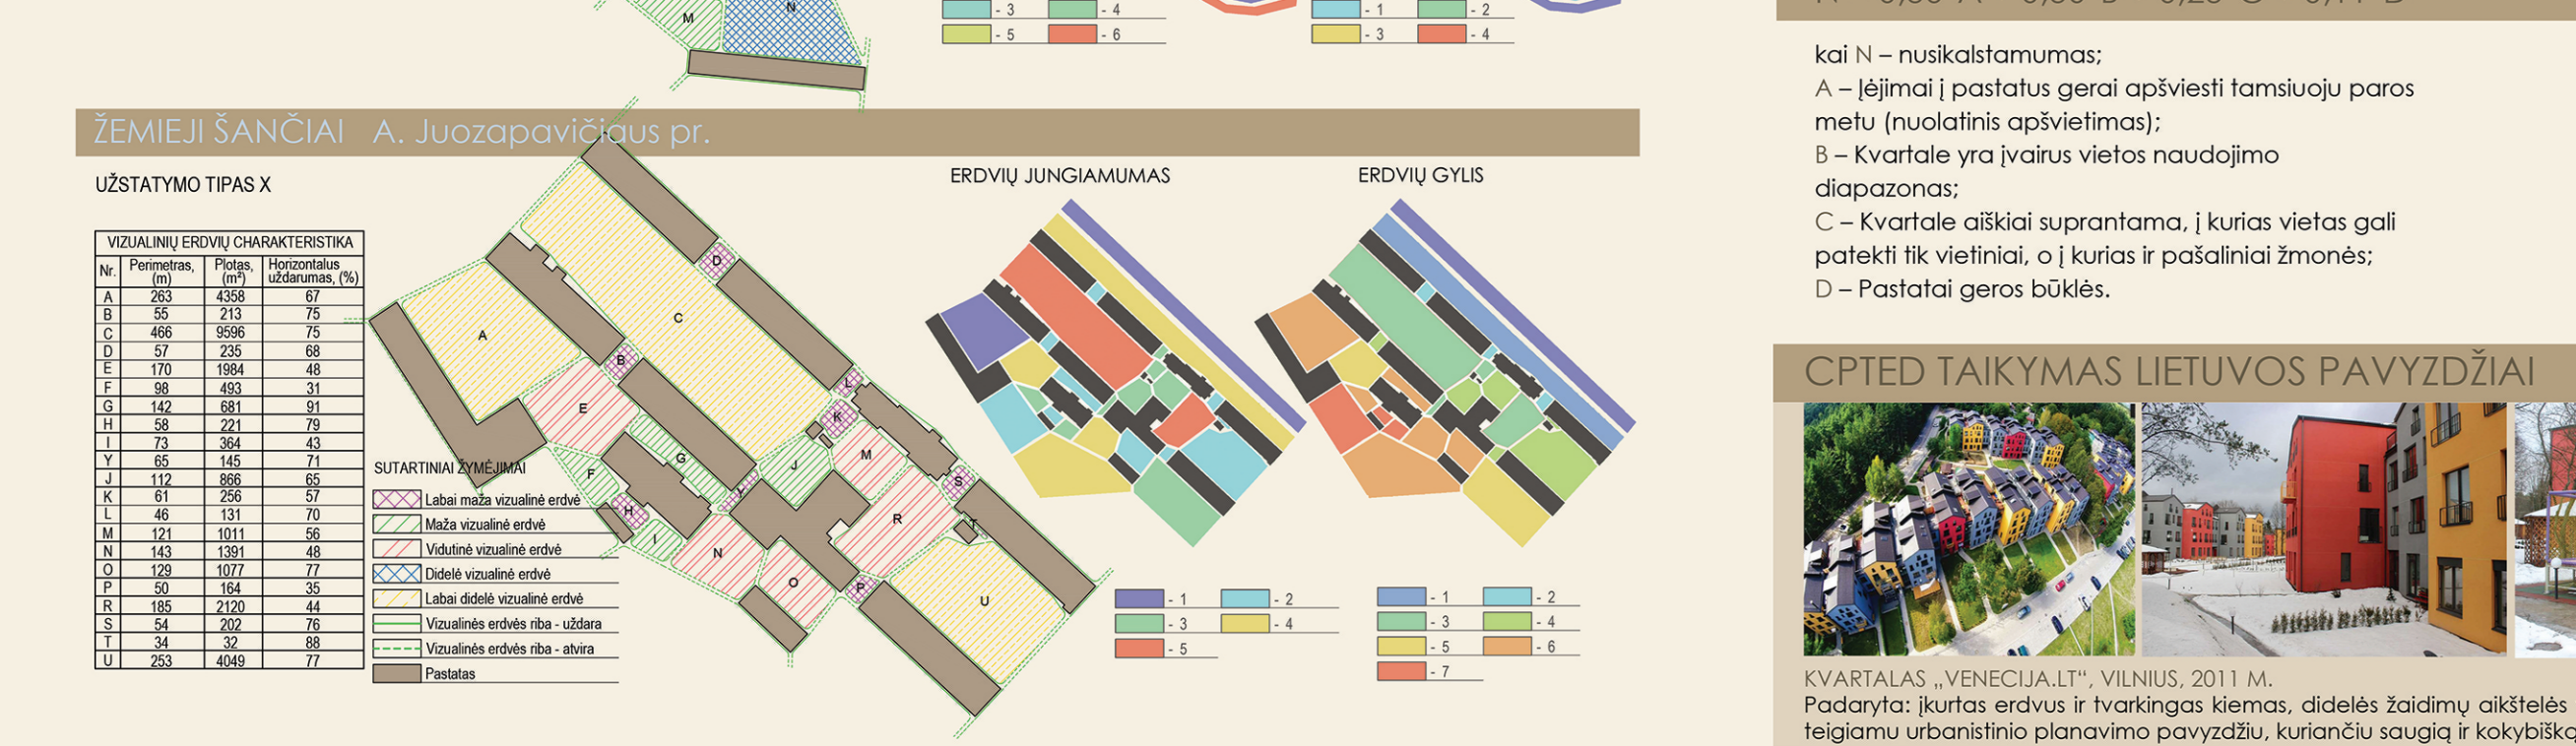 M
N
- 3 - 4
- 5 - 6
- 1 - 2
- 3 - 4
ŽEMIEJI ŠANČIAI A. Juozapavičiaus pr.
UŽSTATYMO TIPAS X
VIZUALINIŲ ERDVIŲ CHARAKTERISTIKA
Nr. Perimetras, (m) Plotas, (m²) Horizontalus uždarumas, (%)
A 263 4358 67
B 55 213 75
C 466 9596 75
D 57 235 68
E 170 1984 48
F 98 493 31
G 142 681 91
H 58 221 79
I 73 364 43
Y 65 145 71
J 112 866 65
K 61 256 57
L 46 131 70
M 121 1011 56
N 143 1391 48
O 129 1077 77
P 50 164 35
R 185 2120 44
S 54 202 76
T 34 32 88
U 253 4049 77
SUTARTINIAI ŽYMĖJIMAI
Labai maža vizualinė erdvė
Maža vizualinė erdvė
Vidutinė vizualinė erdvė
Didelė vizualinė erdvė
Labai didelė vizualinė erdvė
Vizualinės erdvės riba - uždara
Vizualinės erdvės riba - atvira
Pastatas
D
C
A
B
L
E
K
G
J
M
F
Y
S
H
R
T
I
N
O
P
U
ERDVIŲ JUNGIAMUMAS
- 1 - 2
- 3 - 4
- 5
ERDVIŲ GYLIS
- 1 - 2
- 3 - 4
- 5 - 6
- 7
kai N – nusikalstamumas;
A – Įėjimai į pastatus gerai apšviesti tamsiuoju paros
metu (nuolatinis apšvietimas);
B – Kvartale yra įvairus vietos naudojimo
diapazonas;
C – Kvartale aiškiai suprantama, į kurias vietas gali
patekti tik vietiniai, o į kurias ir pašaliniai žmonės;
D – Pastatai geros būklės.
CPTED TAIKYMAS LIETUVOS PAVYZDŽIAI
KVARTALAS „VENECIJA.LT“, VILNIUS, 2011 M.
Padaryta: įkurtas erdvus ir tvarkingas kiemas, didelės žaidimų aikštelės
teigiamu urbanistinio planavimo pavyzdžiu, kuriančiu saugią ir kokybišką